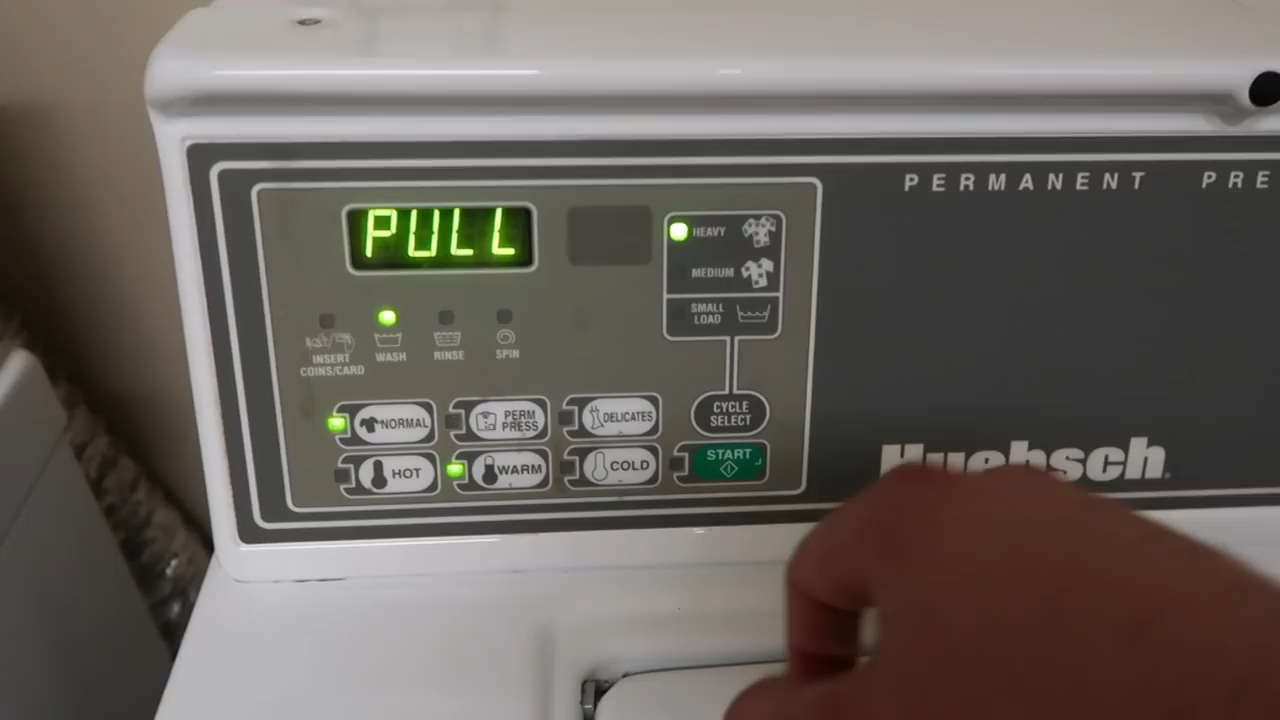 PERMANENT PRE
PULL
HEAVY
MEDIUM
SMALL
LOAD
INSERT
COINS/CARD
WASH
RINSE
SPIN
NORMAL
PERM
PRESS
DELICATES
CYCLE
SELECT
HOT
WARM
COLD
START
Huebsch